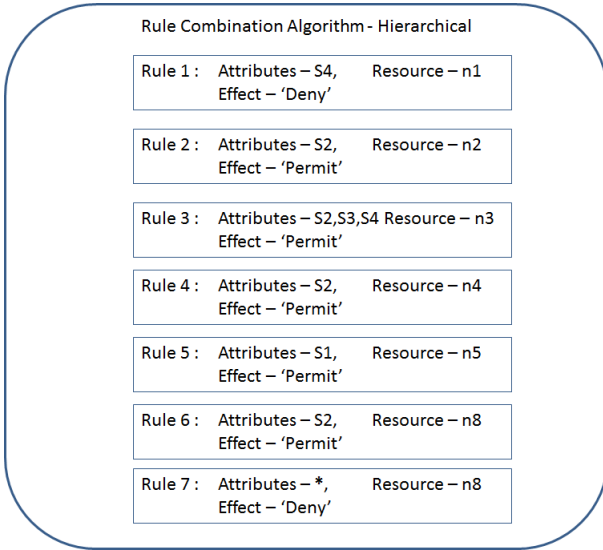 Rule Combination Algorithm - Hierarchical
Rule 1 : Attributes – S4, Resource – n1
Effect – ‘Deny’
Rule 2 : Attributes – S2, Resource – n2
Effect – ‘Permit’
Rule 3 : Attributes – S2,S3,S4 Resource – n3
Effect – ‘Permit’
Rule 4 : Attributes – S2, Resource – n4
Effect – ‘Permit’
Rule 5 : Attributes – S1, Resource – n5
Effect – ‘Permit’
Rule 6 : Attributes – S2, Resource – n8
Effect – ‘Permit’
Rule 7 : Attributes – *, Resource – n8
Effect – ‘Deny’